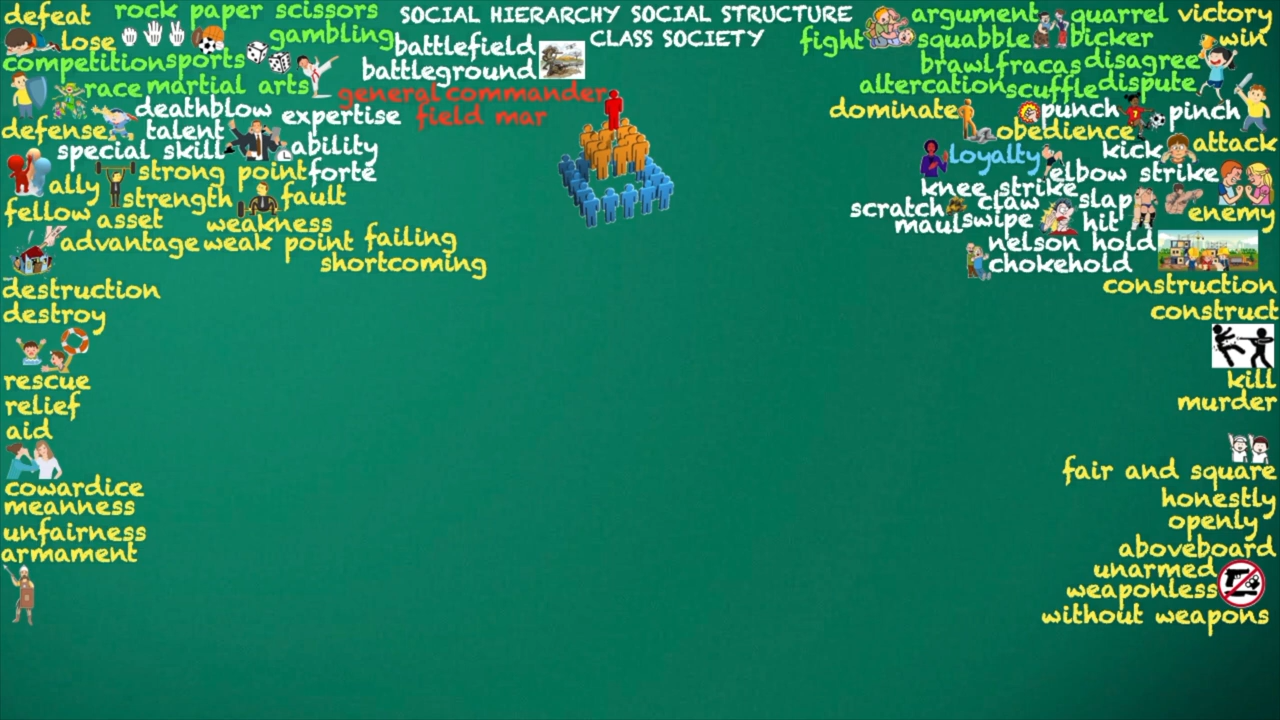 SOCIAL HIERARCHY SOCIAL STRUCTURE
CLASS SOCIETY
defeat
rock paper scissors
lose
gambling
competition
sports
race
martial arts
deathblow
expertise
defense
talent
special skill
ability
ally
strong point
forte
strength
fault
fellow
asset
weakness
advantage
weak point
failing
shortcoming
destruction
destroy
rescue
relief
aid
cowardice
meanness
unfairness
armament
battlefield
battleground
general commander
field mar
argument
quarrel
victory
fight
squabble
bicker
win
brawl
fracas
disagree
altercation
scuffle
dispute
dominate
punch
pinch
obedience
kick
attack
loyalty
elbow strike
knee strike
scratch
claw
slap
enemy
maul
swipe
hit
nelson hold
chokehold
construction
construct
kill
murder
fair and square
honestly
openly
aboveboard
unarmed
weaponless
without weapons